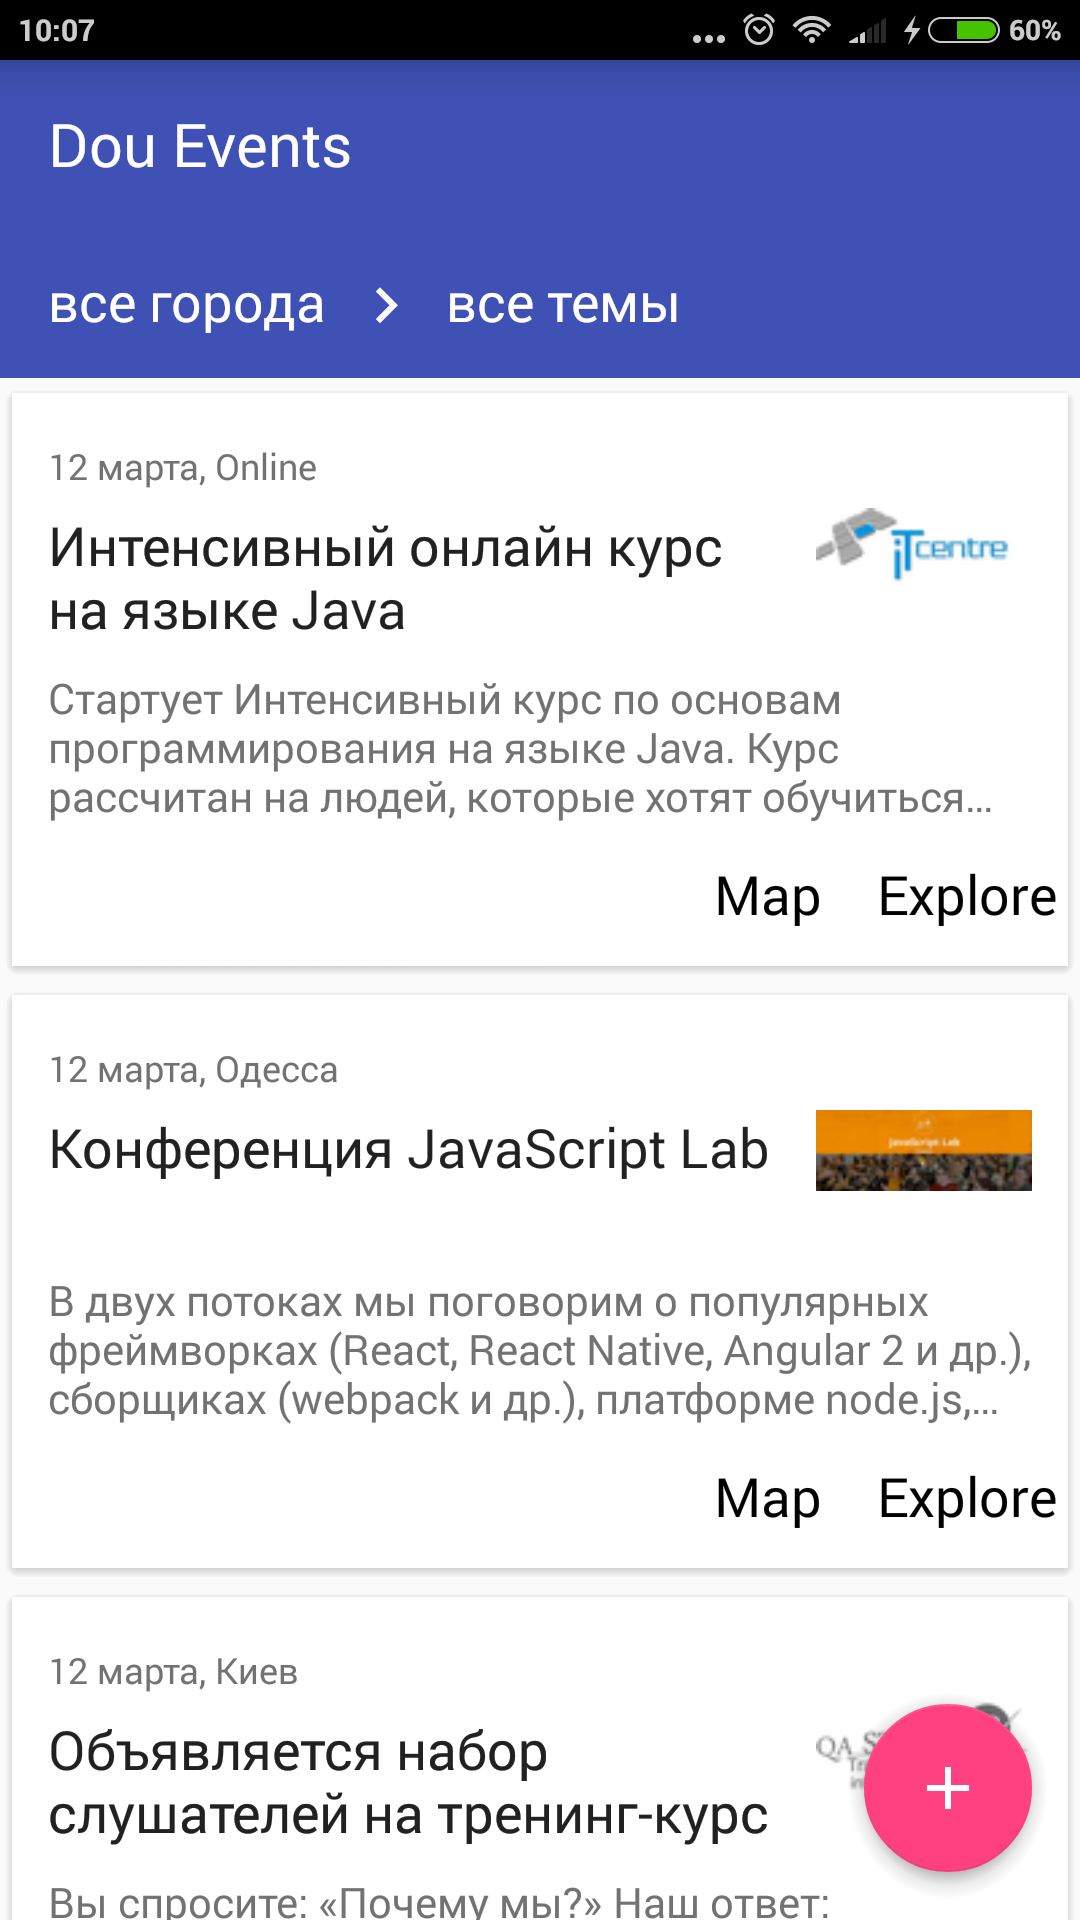 10:07
60%
Dou Events
все города
все темы
12 марта, Online
Интенсивный онлайн курс
на языке Java
iTcentre
Стартует Интенсивный курс по основам
программирования на языке Java. Курс
рассчитан на людей, которые хотят обучиться...
Map Explore
12 марта, Одесса
Конференция JavaScript Lab
JavaScript Lab
В двух потоках мы поговорим о популярных
фреймворках (React, React Native, Angular 2 и др.),
сборщиках (webpack и др.), платформе node.js,...
Map Explore
12 марта, Киев
Объявляется набор
слушателей на тренинг-курс
QA
Вы спросите: «Почему мы?» Наш ответ: